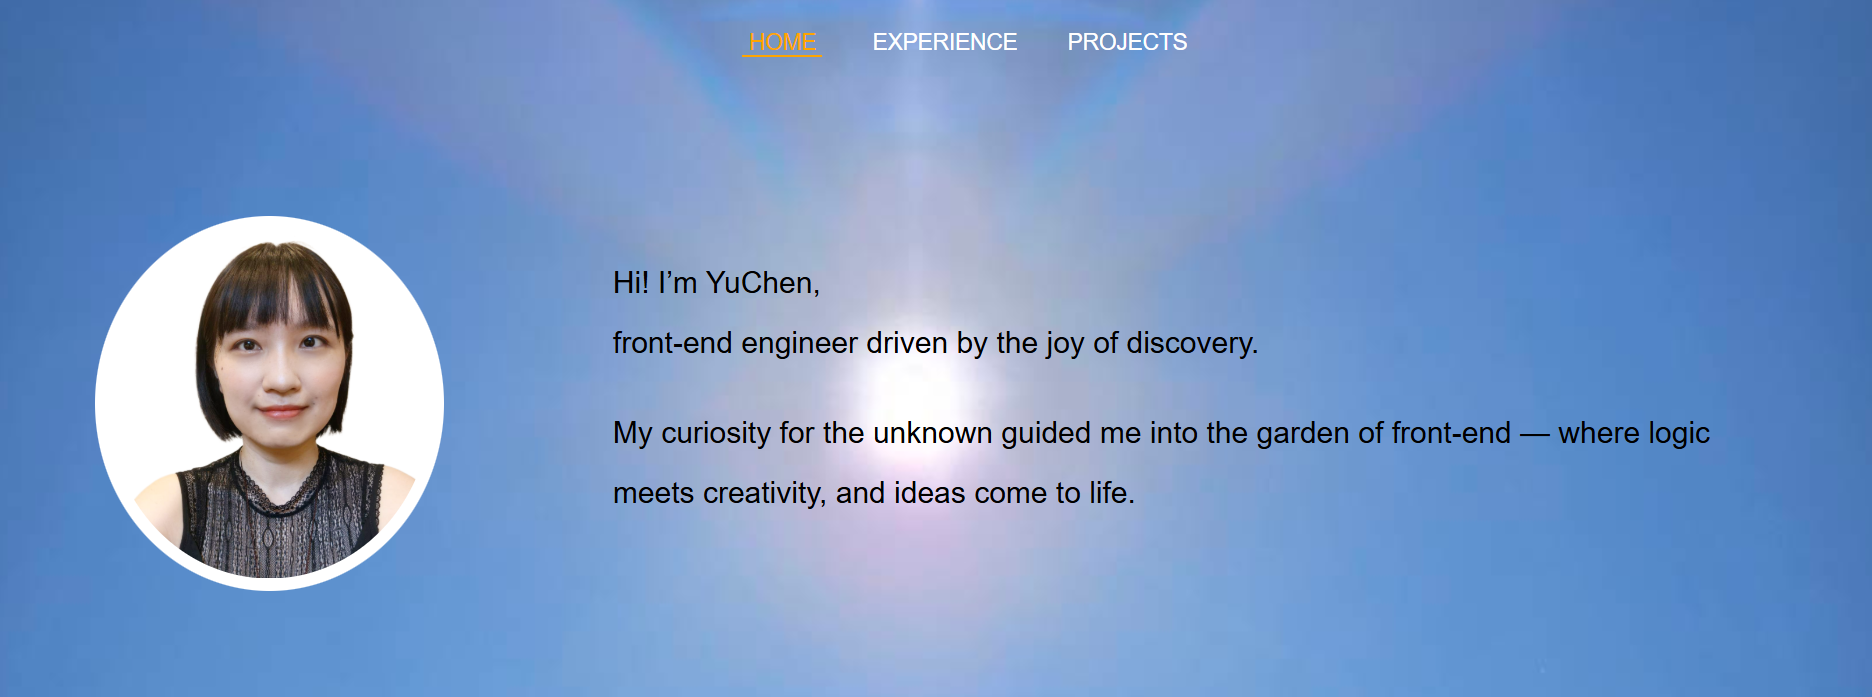 HOME EXPERIENCE PROJECTS
Hi! I’m YuChen,
front-end engineer driven by the joy of discovery.
My curiosity for the unknown guided me into the garden of front-end — where logic
meets creativity, and ideas come to life.